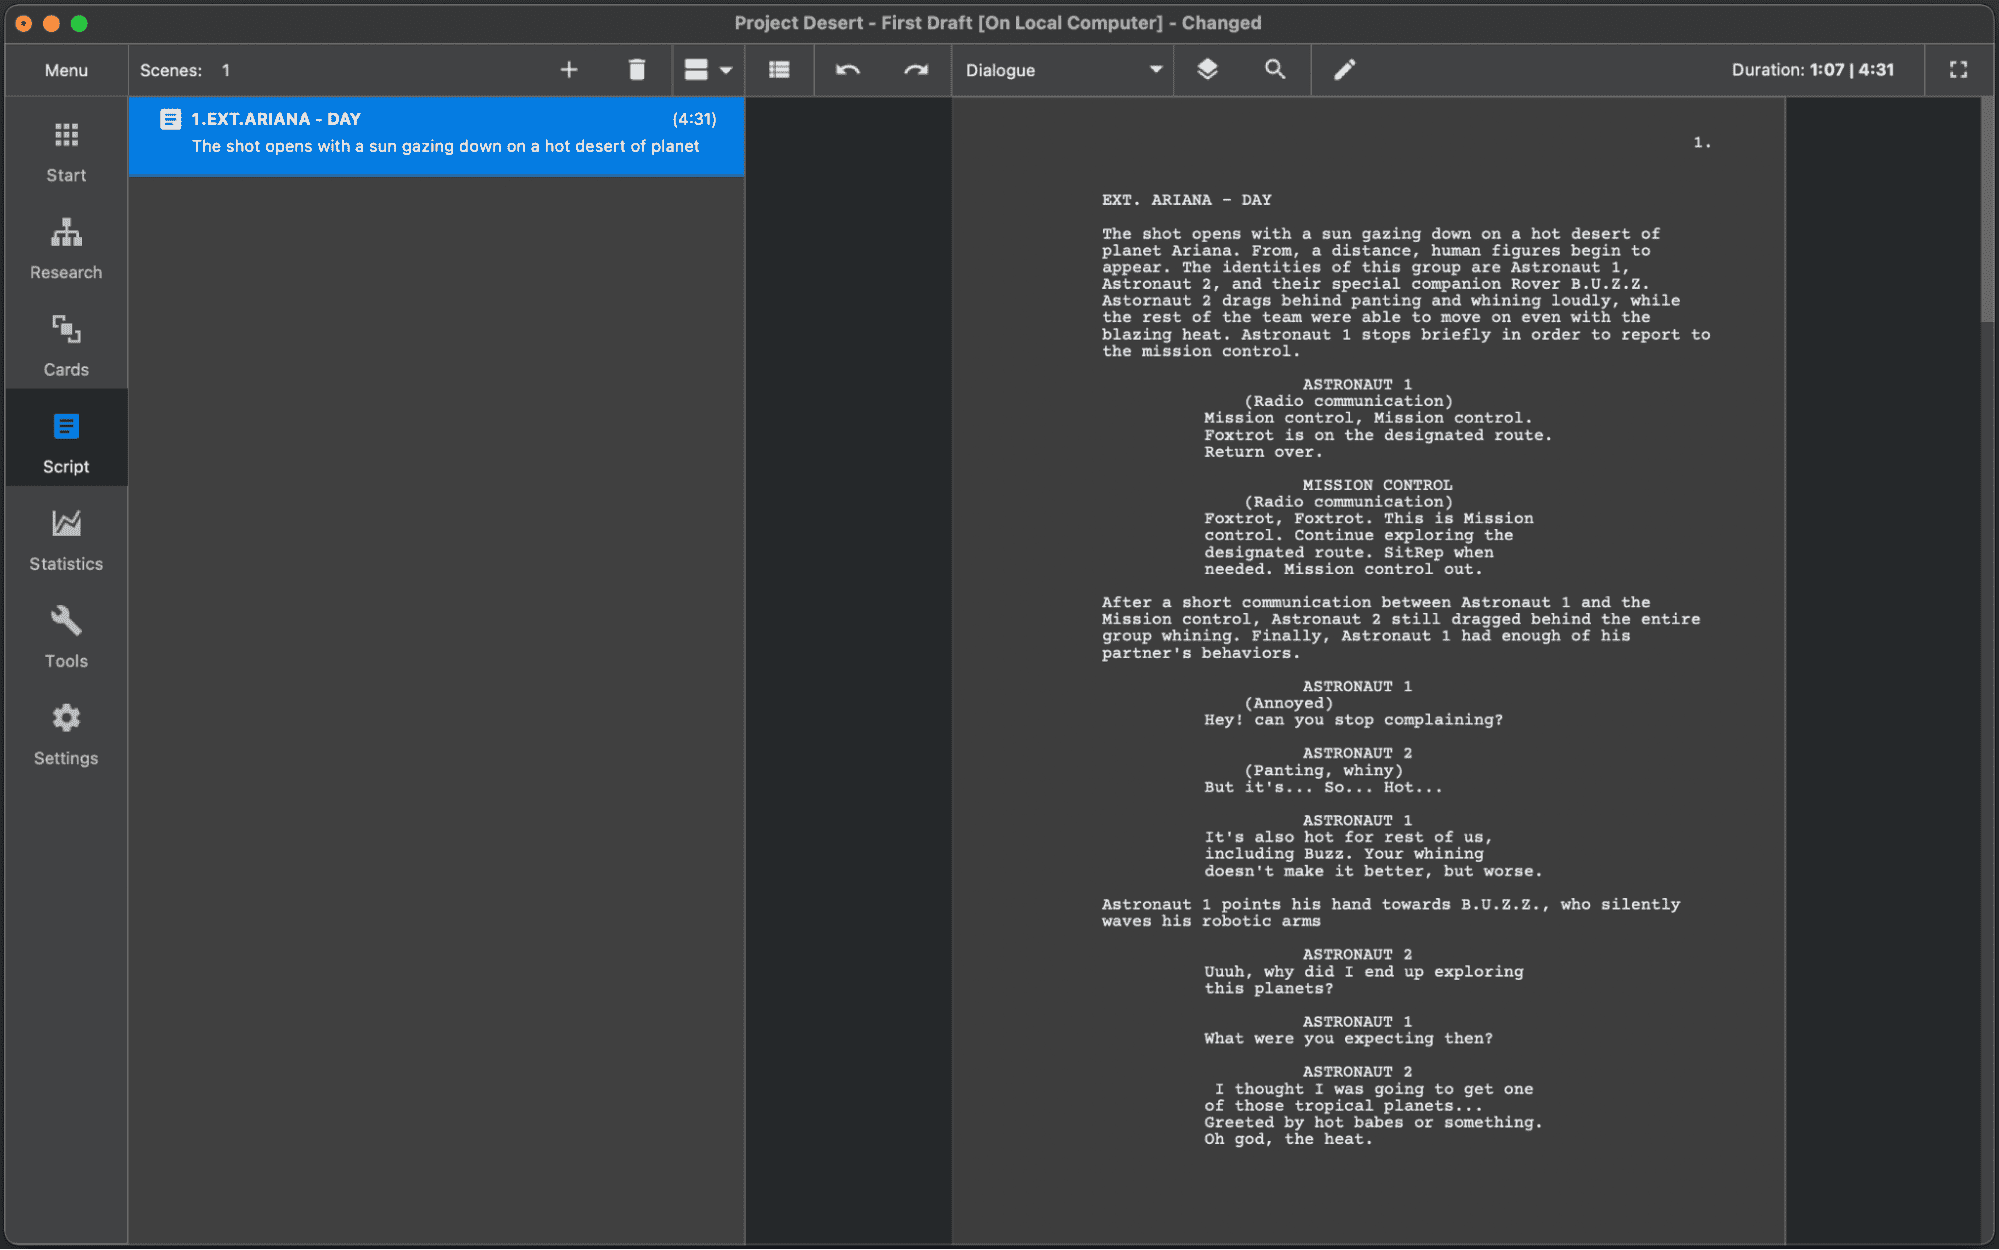 Project Desert - First Draft [On Local Computer] - Changed
Menu
Scenes: 1
Dialogue
Duration: 1:07 | 4:31
Start
Research
Cards
Script
Statistics
Tools
Settings
1.EXT.ARIANA - DAY (4:31)
The shot opens with a sun gazing down on a hot desert of planet
1.
EXT. ARIANA - DAY
The shot opens with a sun gazing down on a hot desert of
planet Ariana. From, a distance, human figures begin to
appear. The identities of this group are Astronaut 1,
Astronaut 2, and their special companion Rover B.U.Z.Z.
Astornaut 2 drags behind panting and whining loudly, while
the rest of the team were able to move on even with the
blazing heat. Astronaut 1 stops briefly in order to report to
the mission control.
ASTRONAUT 1
(Radio communication)
Mission control, Mission control.
Foxtrot is on the designated route.
Return over.
MISSION CONTROL
(Radio communication)
Foxtrot, Foxtrot. This is Mission
control. Continue exploring the
designated route. SitRep when
needed. Mission control out.
After a short communication between Astronaut 1 and the
Mission control, Astronaut 2 still dragged behind the entire
group whining. Finally, Astronaut 1 had enough of his
partner's behaviors.
ASTRONAUT 1
(Annoyed)
Hey! can you stop complaining?
ASTRONAUT 2
(Panting, whiny)
But it's... So... Hot...
ASTRONAUT 1
It's also hot for rest of us,
including Buzz. Your whining
doesn't make it better, but worse.
Astronaut 1 points his hand towards B.U.Z.Z., who silently
waves his robotic arms
ASTRONAUT 2
Uuuh, why did I end up exploring
this planets?
ASTRONAUT 1
What were you expecting then?
ASTRONAUT 2
I thought I was going to get one
of those tropical planets...
Greeted by hot babes or something.
Oh god, the heat.